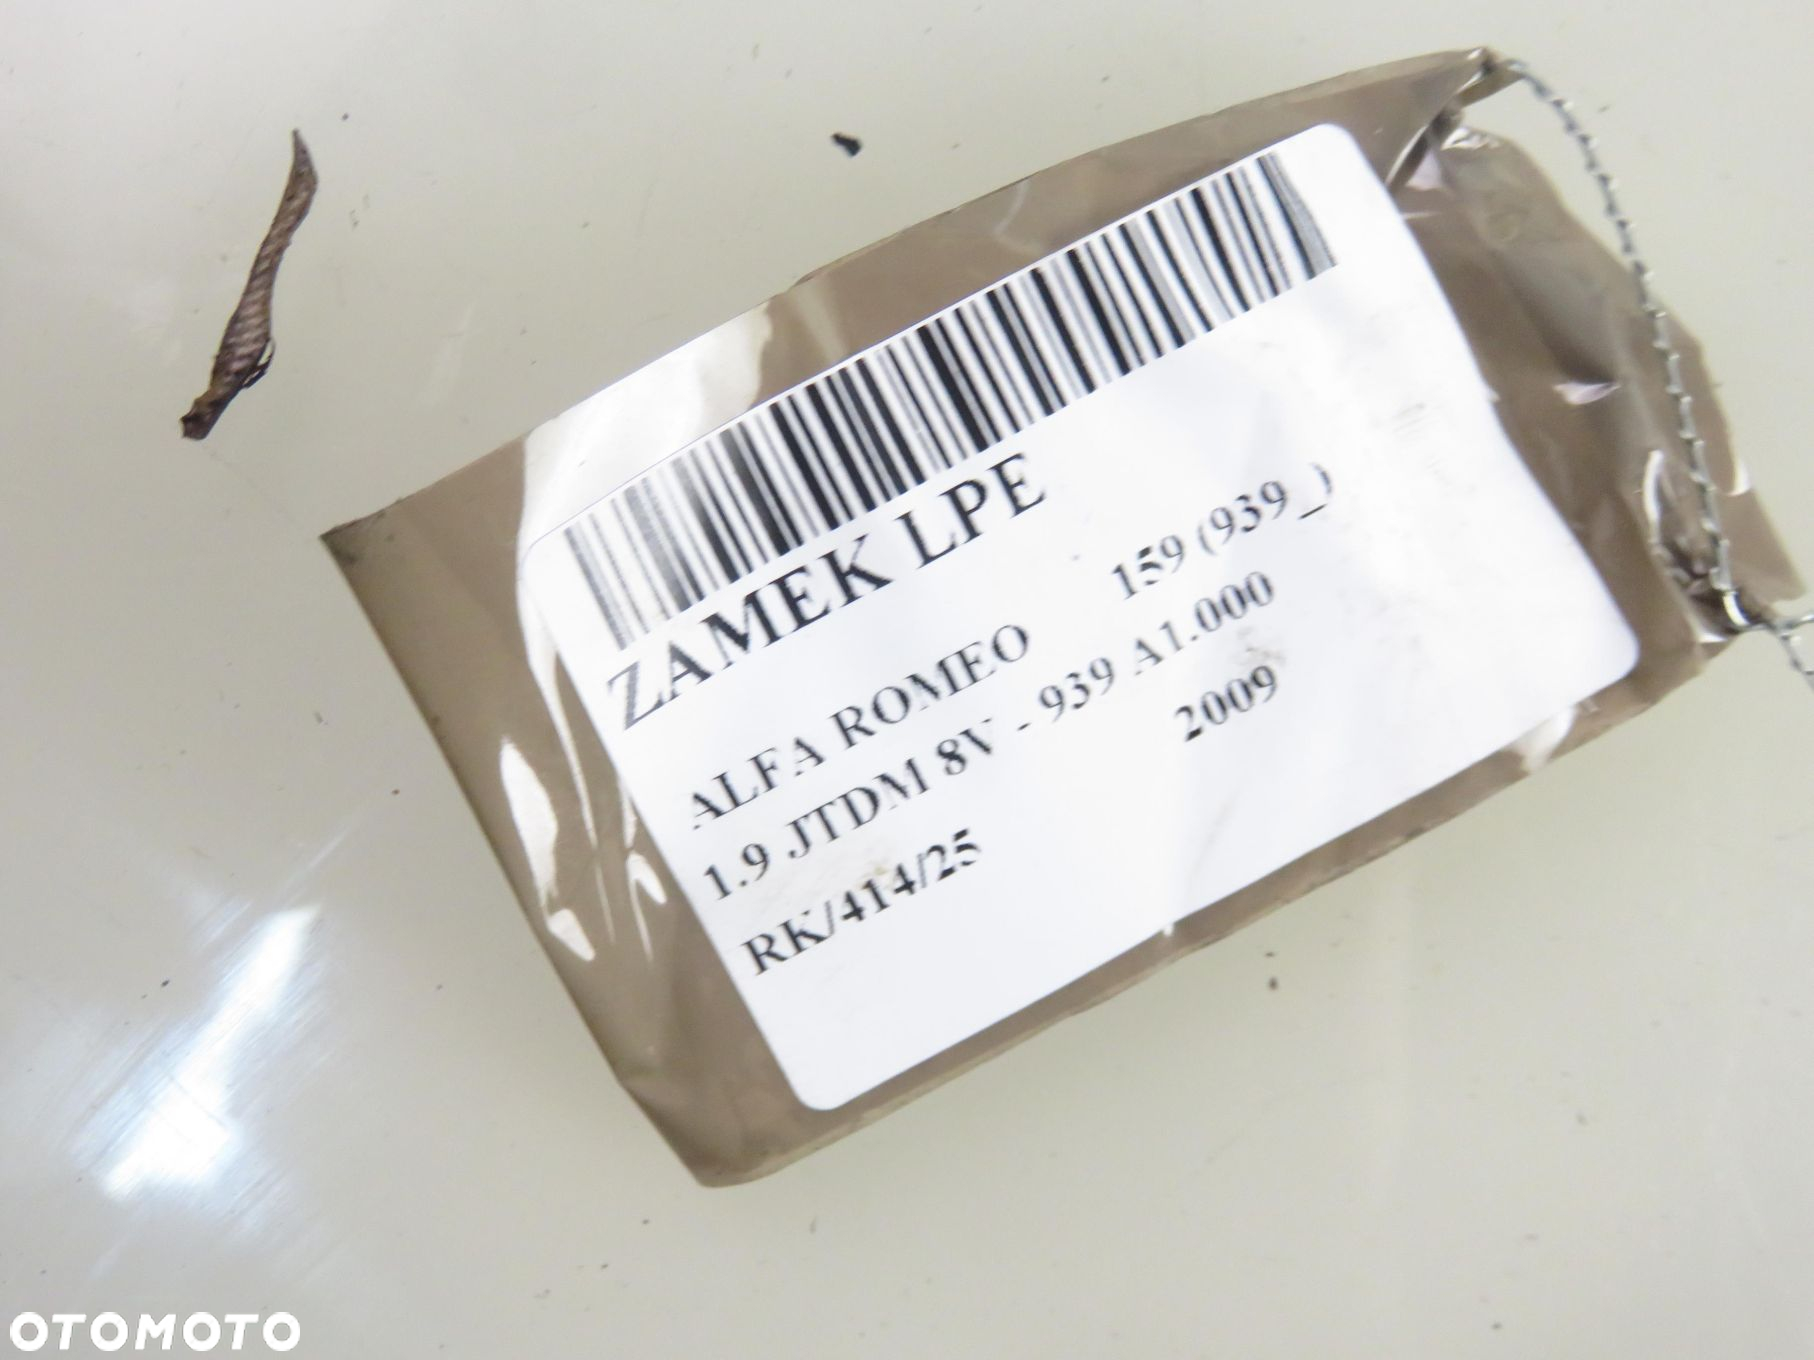 ZAMEK LPE
ALFA ROMEO 159 (939_)
1.9 JTDM 8V - 939 A1.000
2009
RK/414/25
OTOMOTO